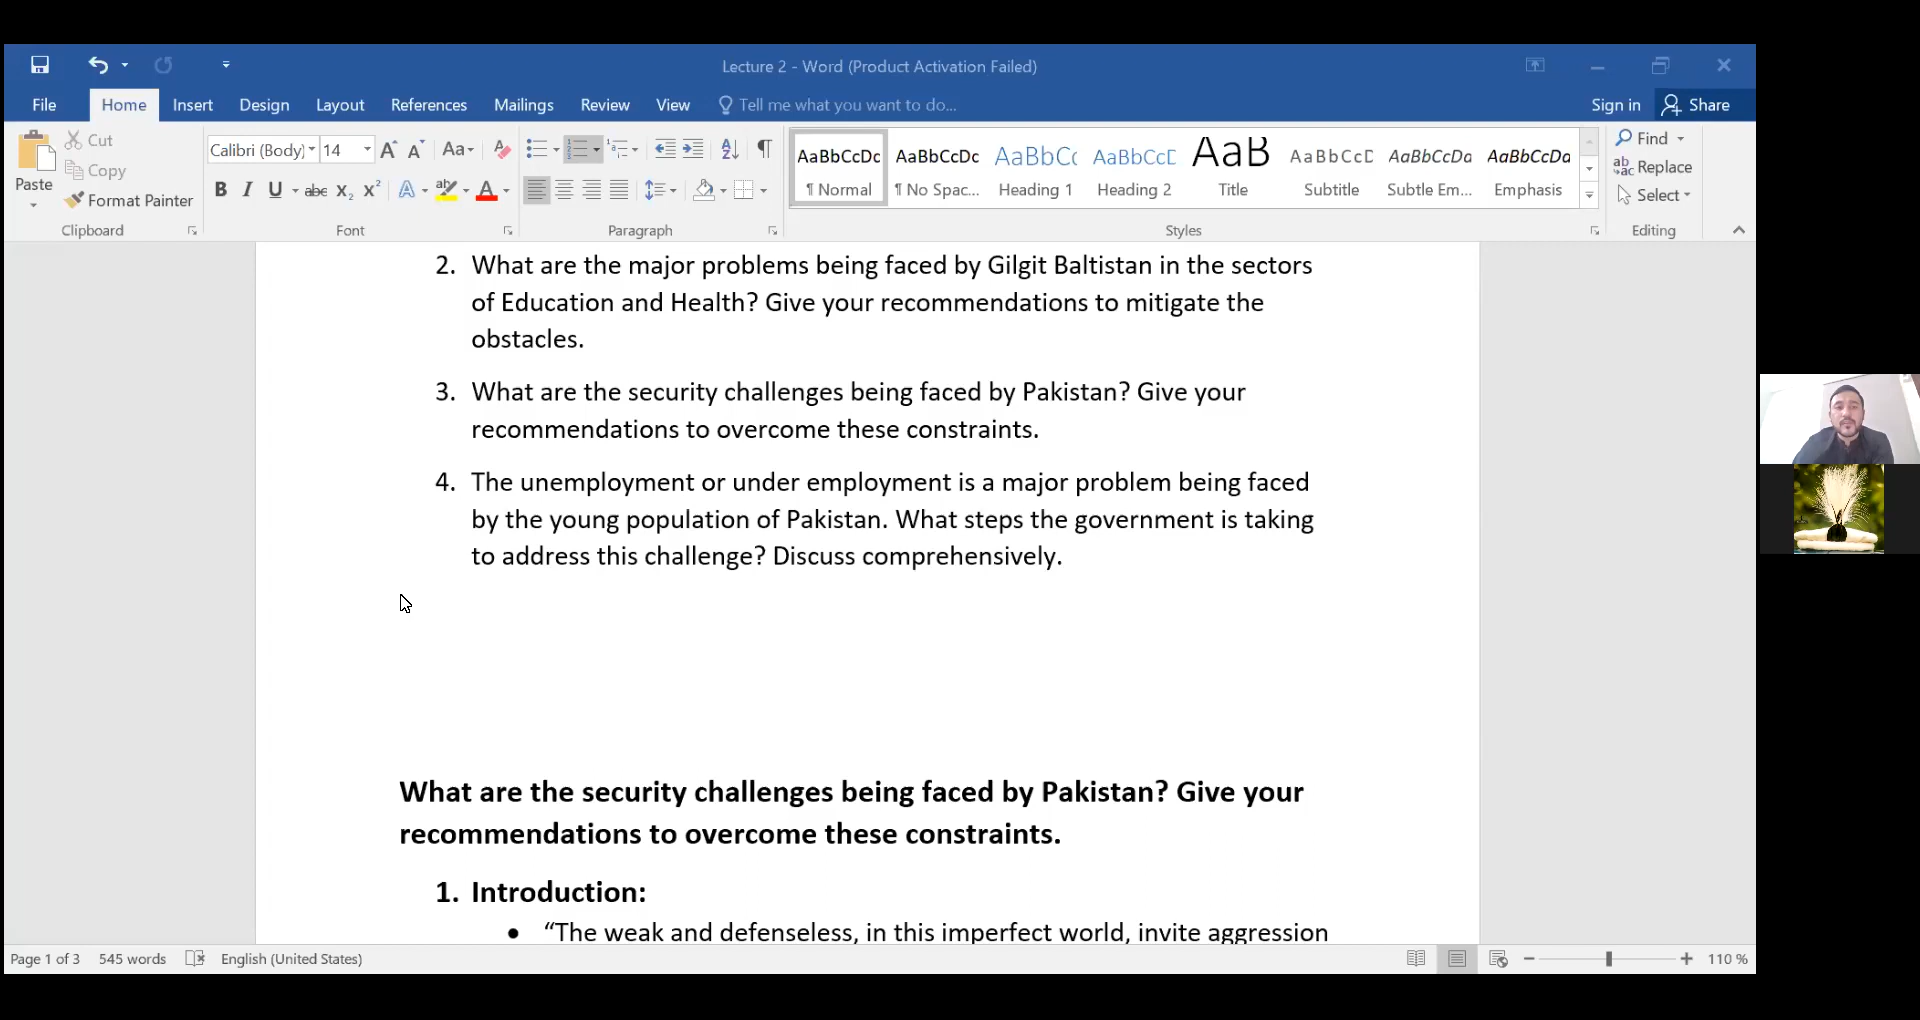 Lecture 2 - Word (Product Activation Failed)
File Home Insert Design Layout References Mailings Review View Tell me what you want to do... Sign in Share
Paste
Cut
Copy
Format Painter
Clipboard
Calibri (Body) 14
Font
Paragraph
AaBbCcDc AaBbCcDc AaBbCc AaBbCcD AaB AaBbCcD AaBbCcDa AaBbCcDa
¶ Normal ¶ No Spac... Heading 1 Heading 2 Title Subtitle Subtle Em... Emphasis
Styles
Find
Replace
Select
Editing
2. What are the major problems being faced by Gilgit Baltistan in the sectors
of Education and Health? Give your recommendations to mitigate the
obstacles.
3. What are the security challenges being faced by Pakistan? Give your
recommendations to overcome these constraints.
4. The unemployment or under employment is a major problem being faced
by the young population of Pakistan. What steps the government is taking
to address this challenge? Discuss comprehensively.
What are the security challenges being faced by Pakistan? Give your
recommendations to overcome these constraints.
1. Introduction:
• “The weak and defenseless, in this imperfect world, invite aggression
Page 1 of 3 545 words English (United States) 110 %